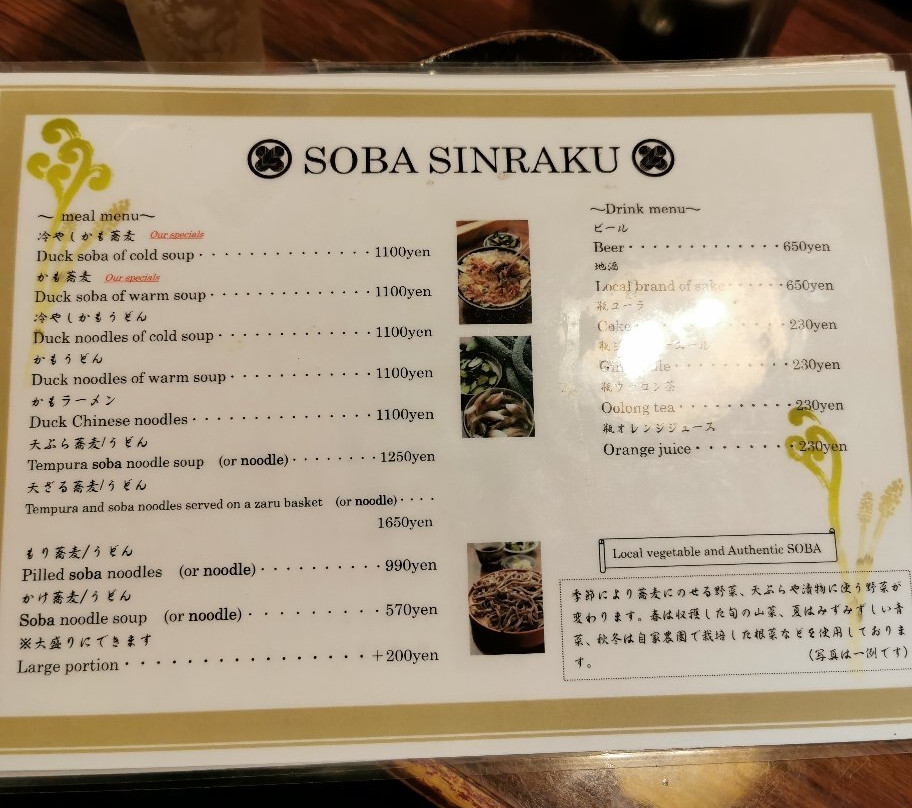 SOBA SINRAKU
～ meal menu～
冷やしかも蕎麦 Our specials
Duck soba of cold soup・・・・・・・・・・・・・・1100yen
かも蕎麦 Our specials
Duck soba of warm soup・・・・・・・・・・・・・1100yen
冷やしかもうどん
Duck noodles of cold soup・・・・・・・・・・・・1100yen
かもうどん
Duck noodles of warm soup・・・・・・・・・・・1100yen
かもラーメン
Duck Chinese noodles・・・・・・・・・・・・・・1100yen
天ぷら蕎麦/うどん
Tempura soba noodle soup (or noodle)・・・・・・・・1250yen
天ざる蕎麦/うどん
Tempura and soba noodles served on a zaru basket (or noodle)・・・・
1650yen
もり蕎麦/うどん
Pilled soba noodles (or noodle)・・・・・・・・・・990yen
かけ蕎麦/うどん
Soba noodle soup (or noodle)・・・・・・・・・・・570yen
※大盛りにできます
Large portion・・・・・・・・・・・・・・・・・・+200yen
～Drink menu～
ビール
Beer・・・・・・・・・・・・・650yen
地酒
Local brand of sake・・・・・・650yen
瓶コーラ
Coke・・・・・・・・・・・・230yen
Ginger ale・・・・・・・・・・230yen
瓶ウーロン茶
Oolong tea・・・・・・・・・・230yen
瓶オレンジジュース
Orange juice・・・・・・・・・230yen
Local vegetable and Authentic SOBA
季節により蕎麦にのせる野菜、天ぷらや漬物に使う野菜が
変わります。春は収穫した旬の山菜、夏はみずみずしい青
菜、秋冬は自家農園で栽培した根菜などを使用しておりま
す。 (写真は一例です)